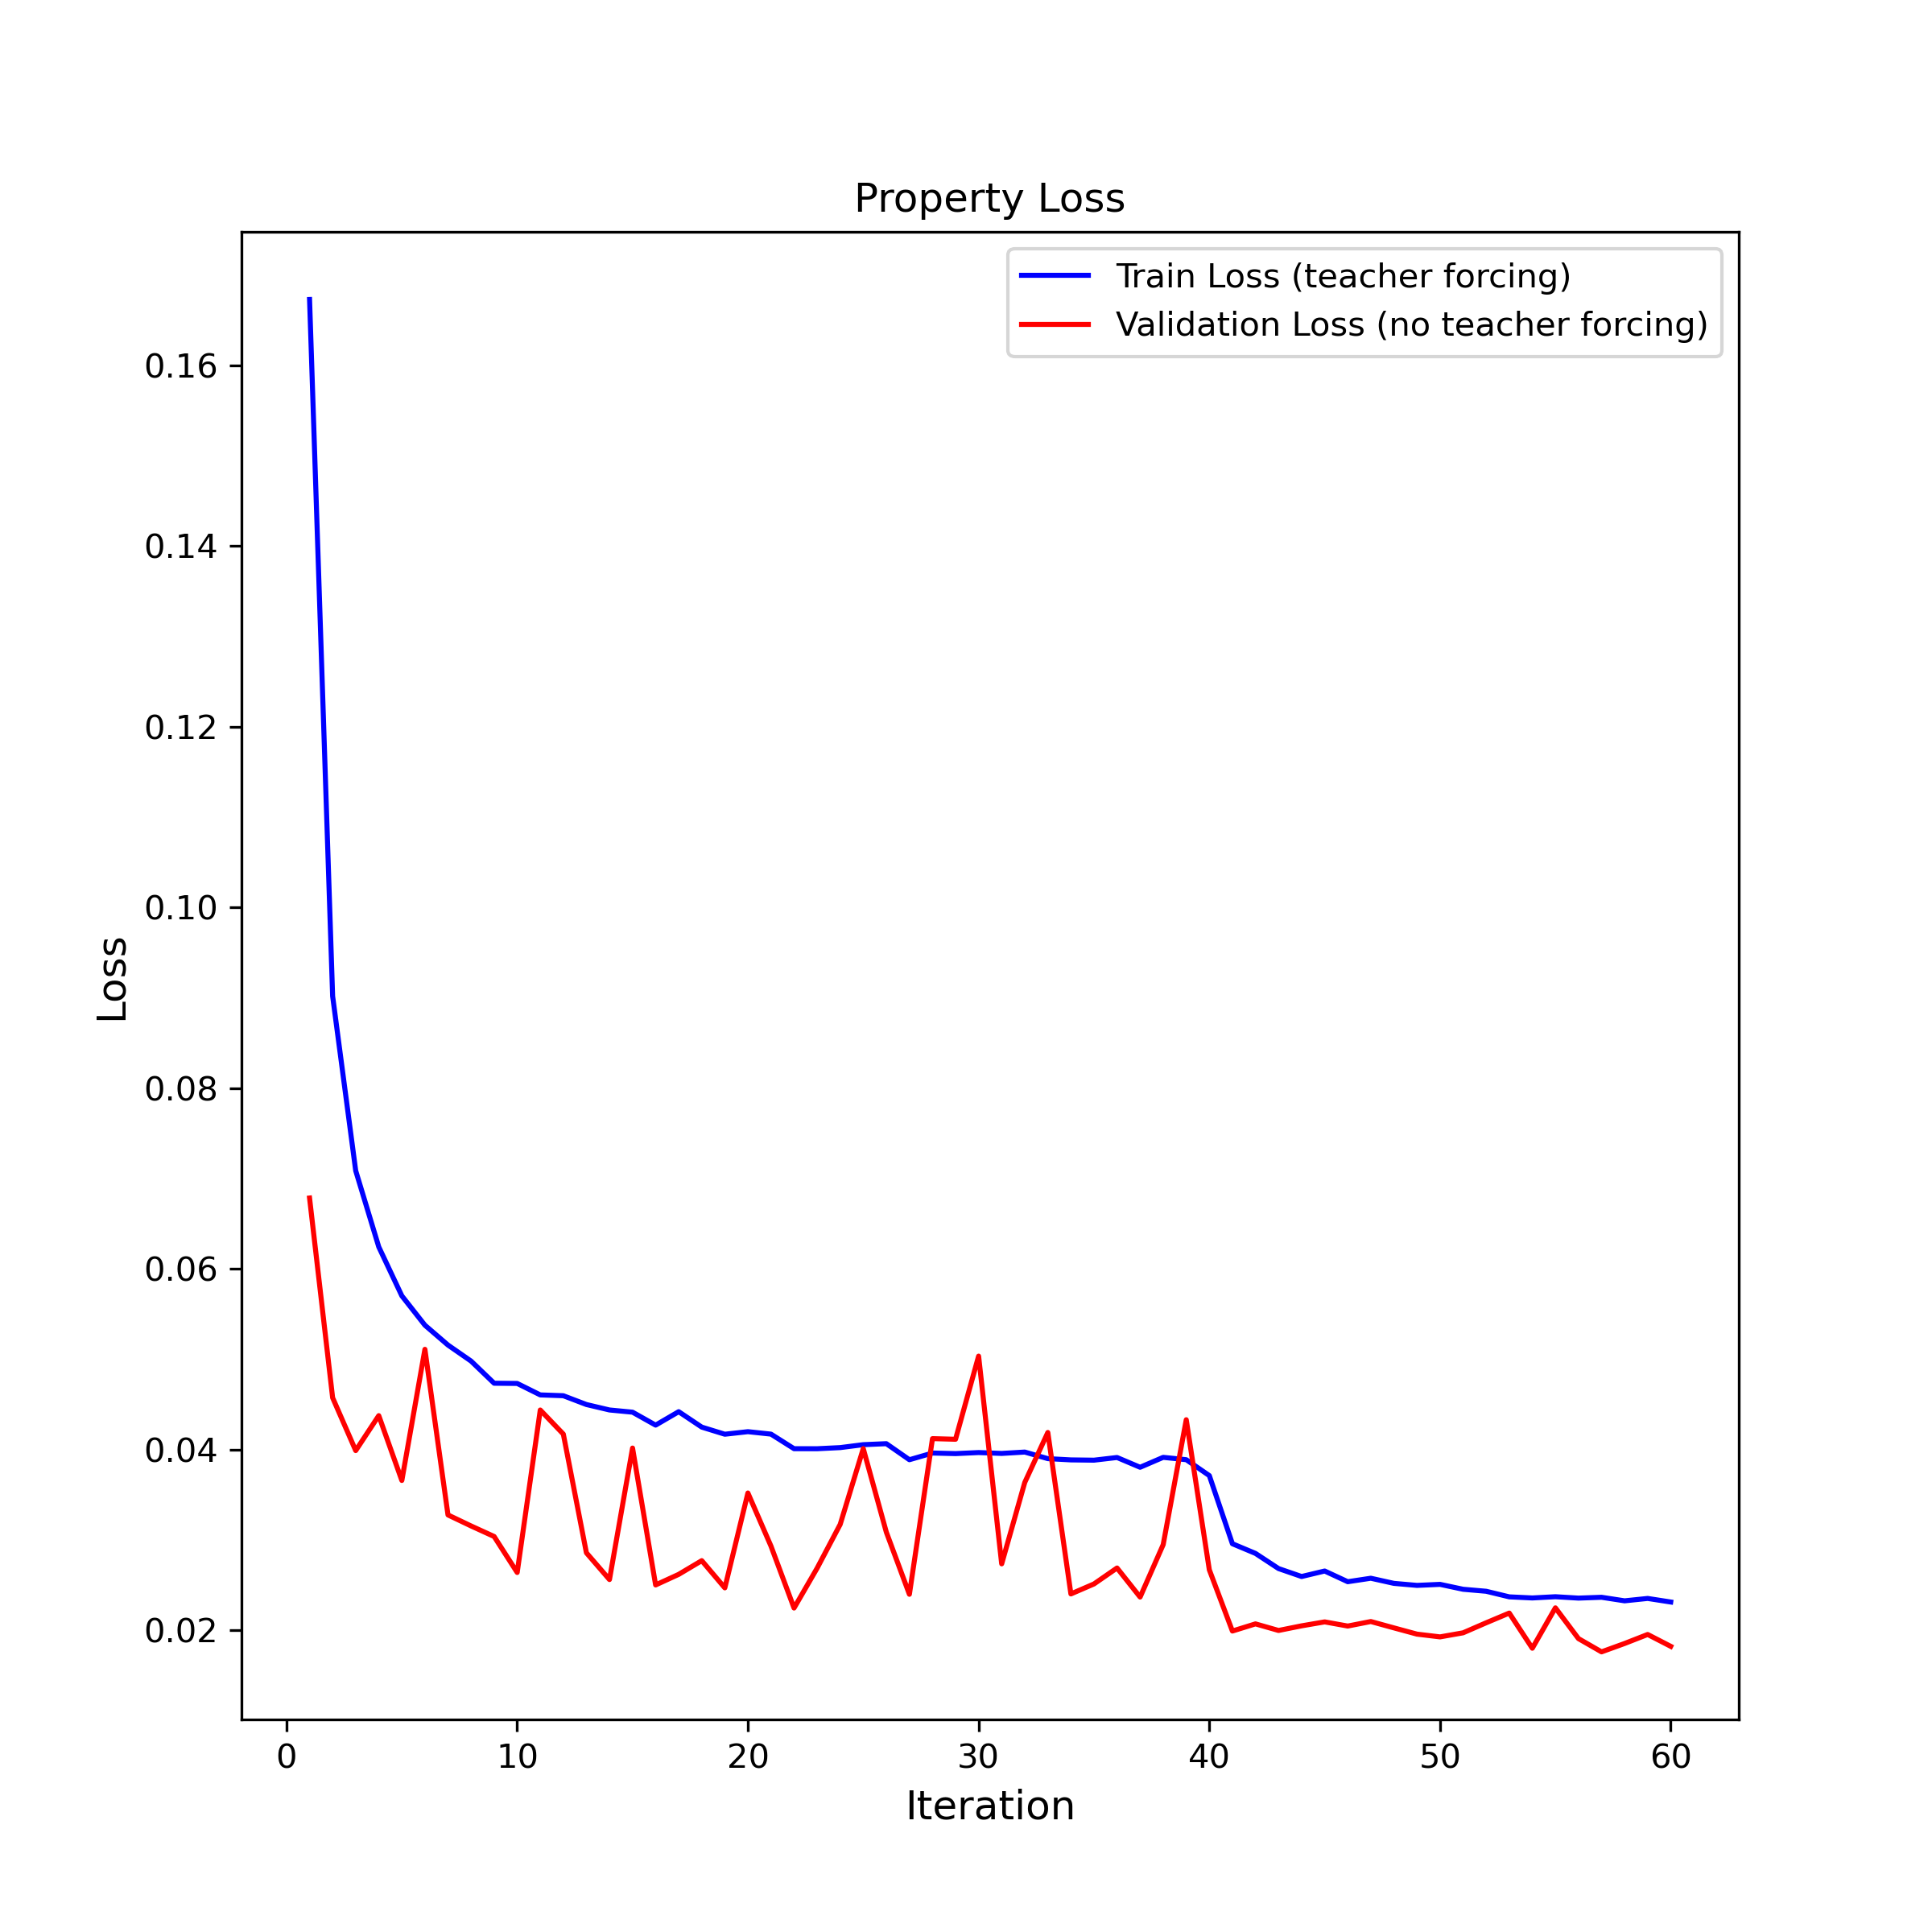 Property Loss
Train Loss (teacher forcing)
Validation Loss (no teacher forcing)
0.16
0.14
0.12
0.10
0.08
0.06
0.04
0.02
Loss
0 10 20 30 40 50 60
Iteration